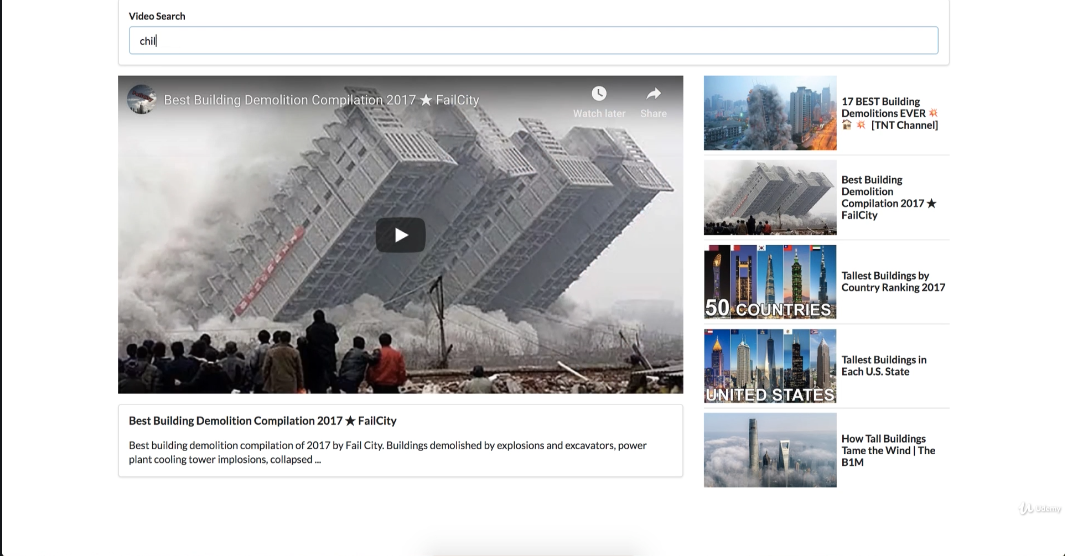 Video Search
chil
Best Building Demolition Compilation 2017 ★ FailCity
Watch later
Share
Best Building Demolition Compilation 2017 ★ FailCity
Best building demolition compilation of 2017 by Fail City. Buildings demolished by explosions and excavators, power
plant cooling tower implosions, collapsed ...
17 BEST Building
Demolitions EVER 💥
🏠 💥 [TNT Channel]
Best Building
Demolition
Compilation 2017 ★
FailCity
50 COUNTRIES
Tallest Buildings by
Country Ranking 2017
UNITED STATES
Tallest Buildings in
Each U.S. State
How Tall Buildings
Tame the Wind | The
B1M
Udemy